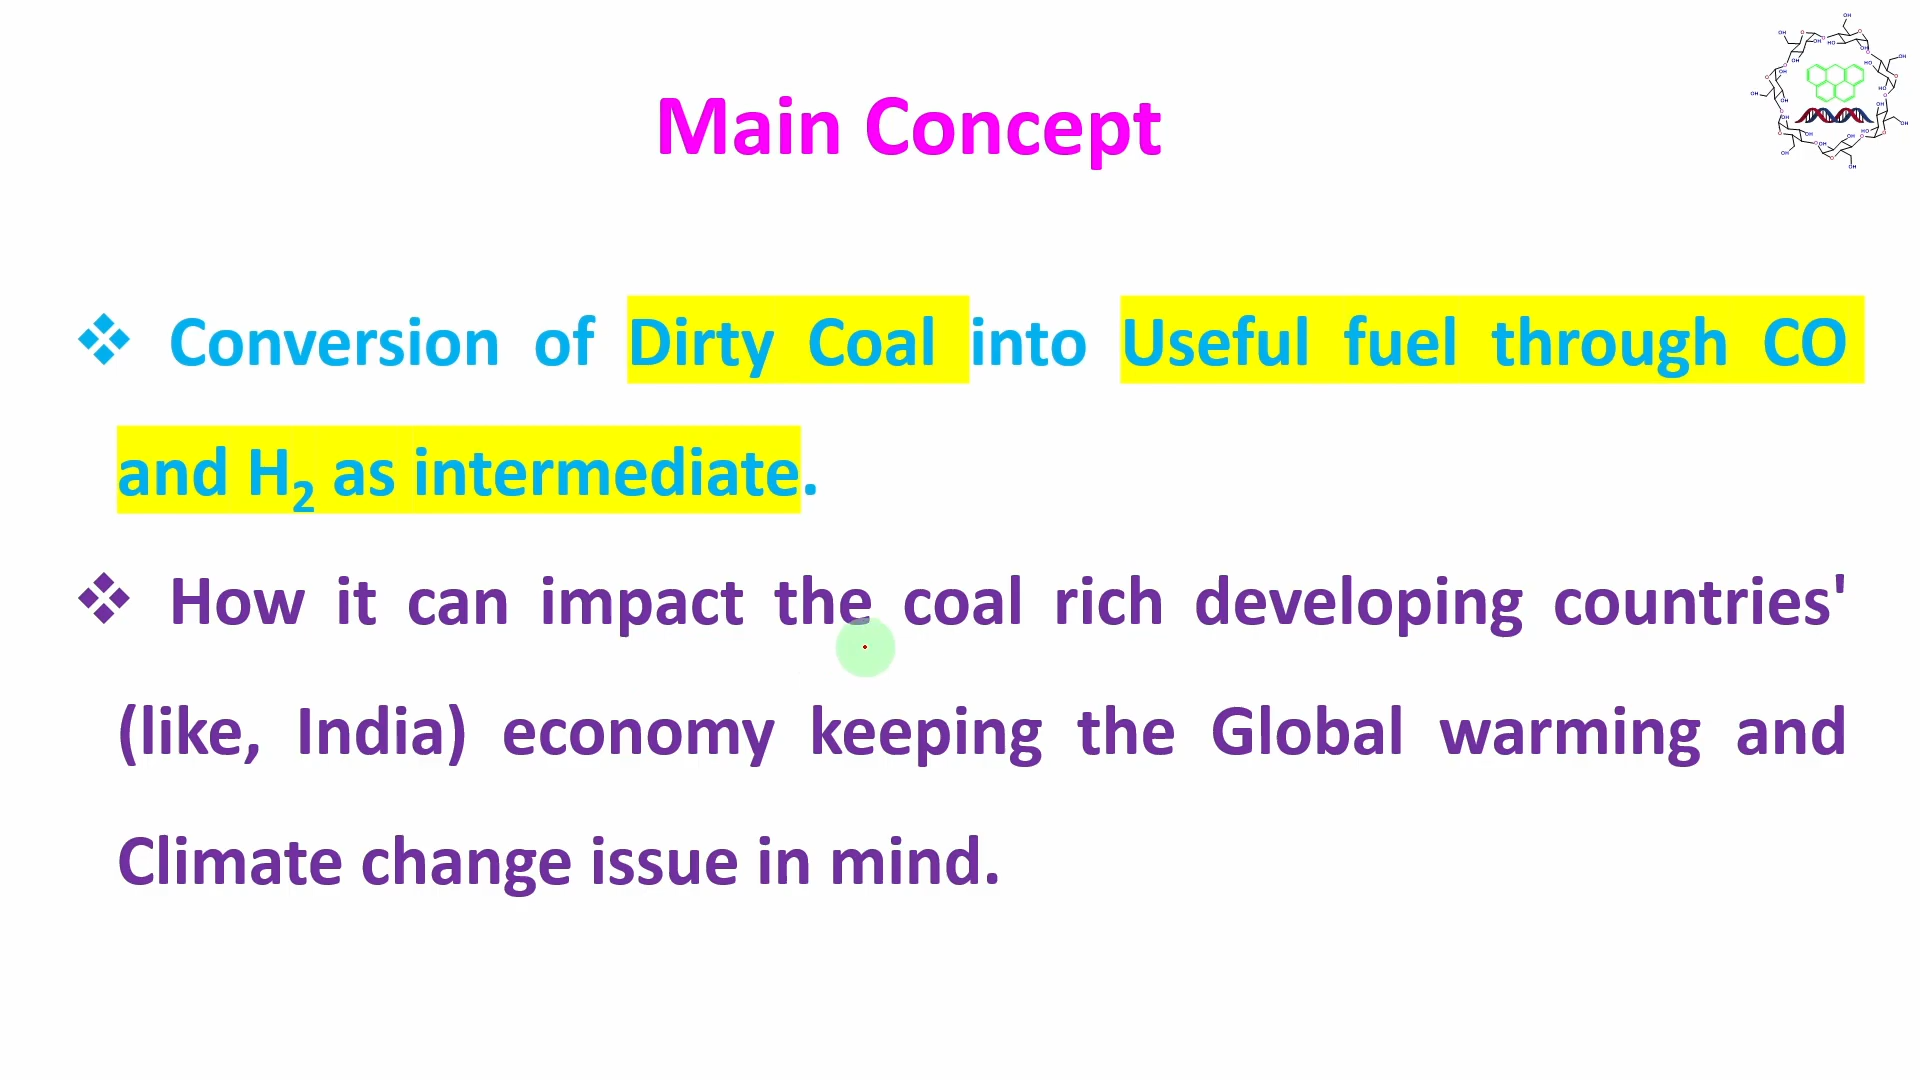 Main Concept
❖ Conversion of Dirty Coal into Useful fuel through CO
and H₂ as intermediate.
❖ How it can impact the coal rich developing countries'
(like, India) economy keeping the Global warming and
Climate change issue in mind.